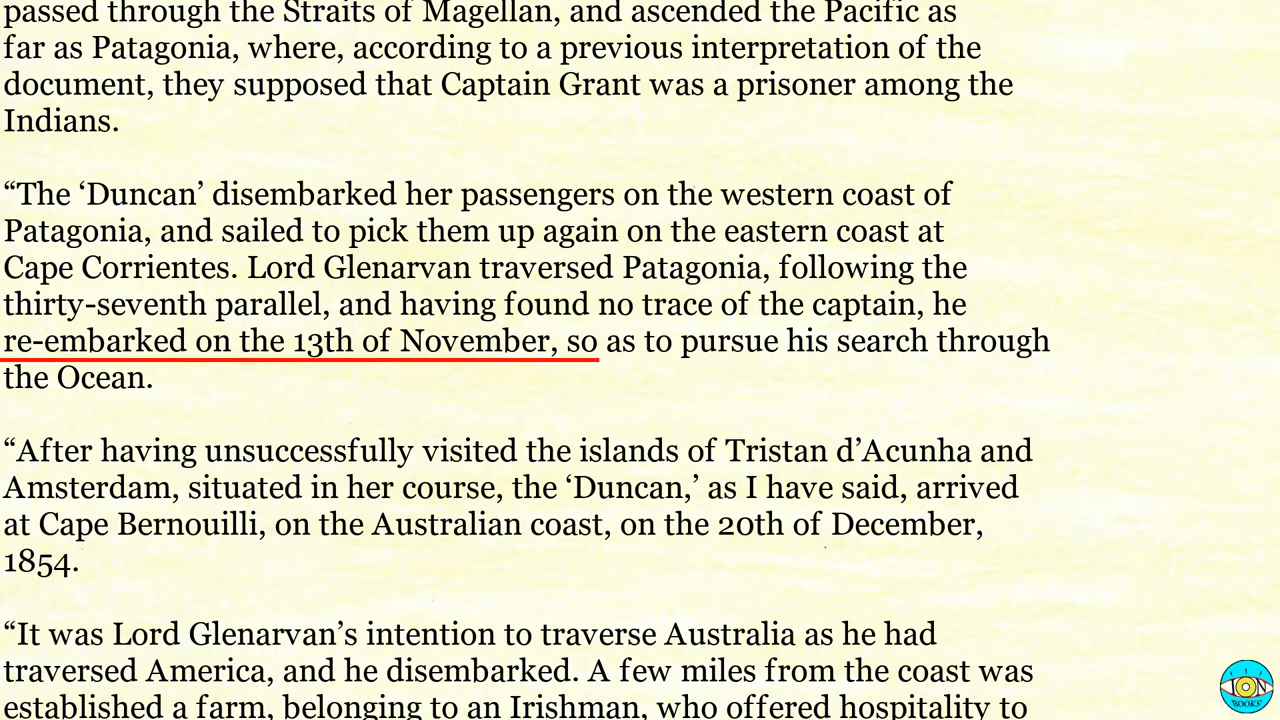 passed through the Straits of Magellan, and ascended the Pacific as
far as Patagonia, where, according to a previous interpretation of the
document, they supposed that Captain Grant was a prisoner among the
Indians.
“The ‘Duncan’ disembarked her passengers on the western coast of
Patagonia, and sailed to pick them up again on the eastern coast at
Cape Corrientes. Lord Glenarvan traversed Patagonia, following the
thirty-seventh parallel, and having found no trace of the captain, he
re-embarked on the 13th of November, so as to pursue his search through
the Ocean.
“After having unsuccessfully visited the islands of Tristan d’Acunha and
Amsterdam, situated in her course, the ‘Duncan,’ as I have said, arrived
at Cape Bernouilli, on the Australian coast, on the 20th of December,
1854.
“It was Lord Glenarvan’s intention to traverse Australia as he had
traversed America, and he disembarked. A few miles from the coast was
established a farm, belonging to an Irishman, who offered hospitality to
ION
BOOKS